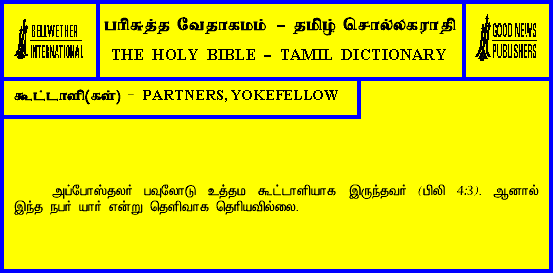 BELLWETHER
INTERNATIONAL
பரிசுத்த வேதாகமம் – தமிழ் சொல்லகராதி
THE HOLY BIBLE – TAMIL DICTIONARY
GOOD NEWS
PUBLISHERS
கூட்டாளி(கள்) - PARTNERS, YOKEFELLOW
அப்போஸ்தலர் பவுலோடு உத்தம கூட்டாளியாக இருந்தவர் (பிலி 4:3). ஆனால்
இந்த நபர் யார் என்று தெளிவாக தெரியவில்லை.